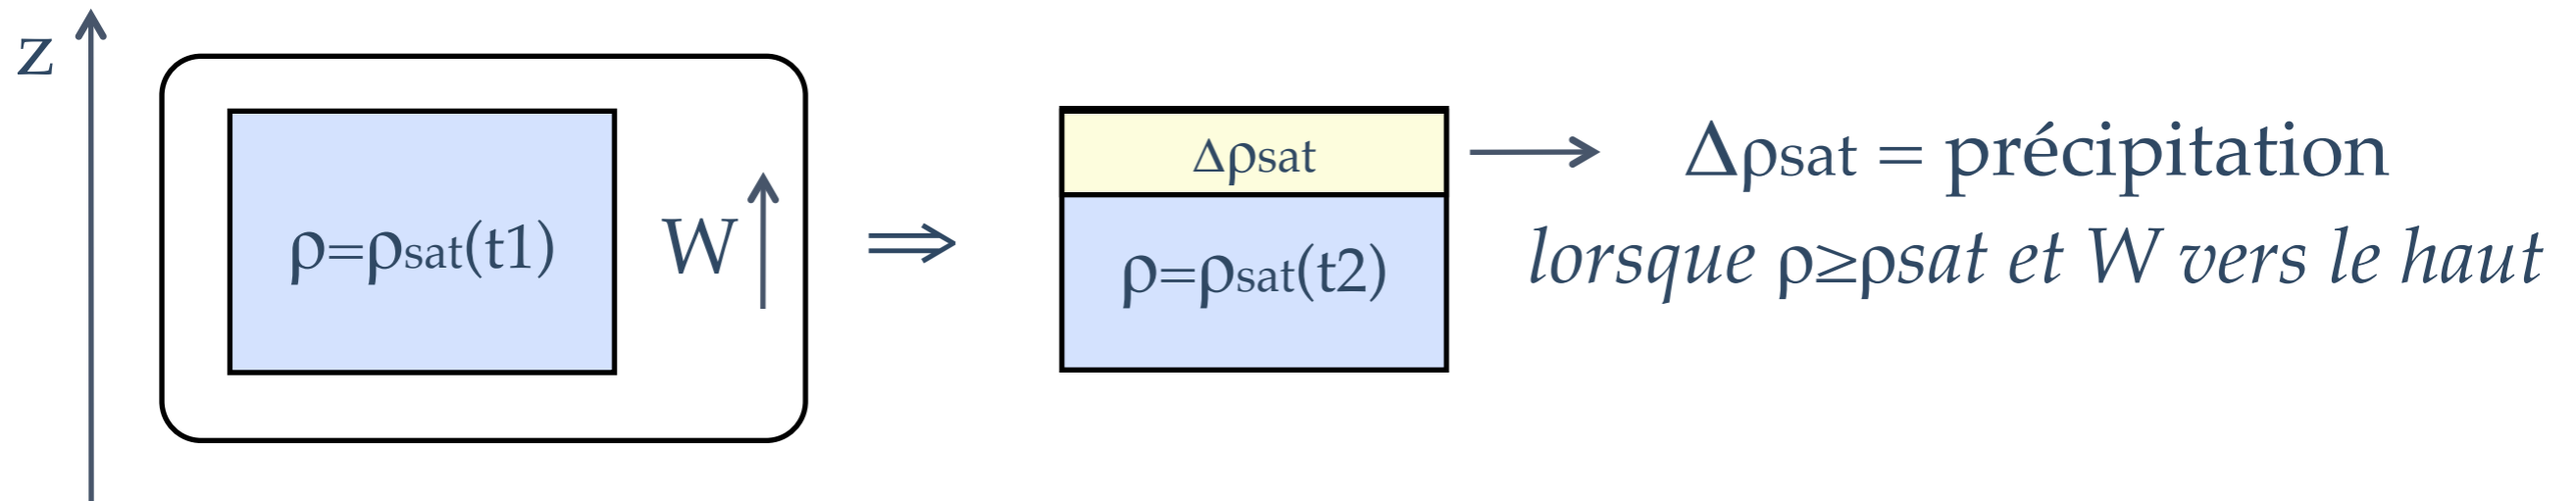 z
ρ=ρsat(t1)
W
⇒
Δρsat
ρ=ρsat(t2)
Δρsat = précipitation
lorsque ρ≥ρsat et W vers le haut